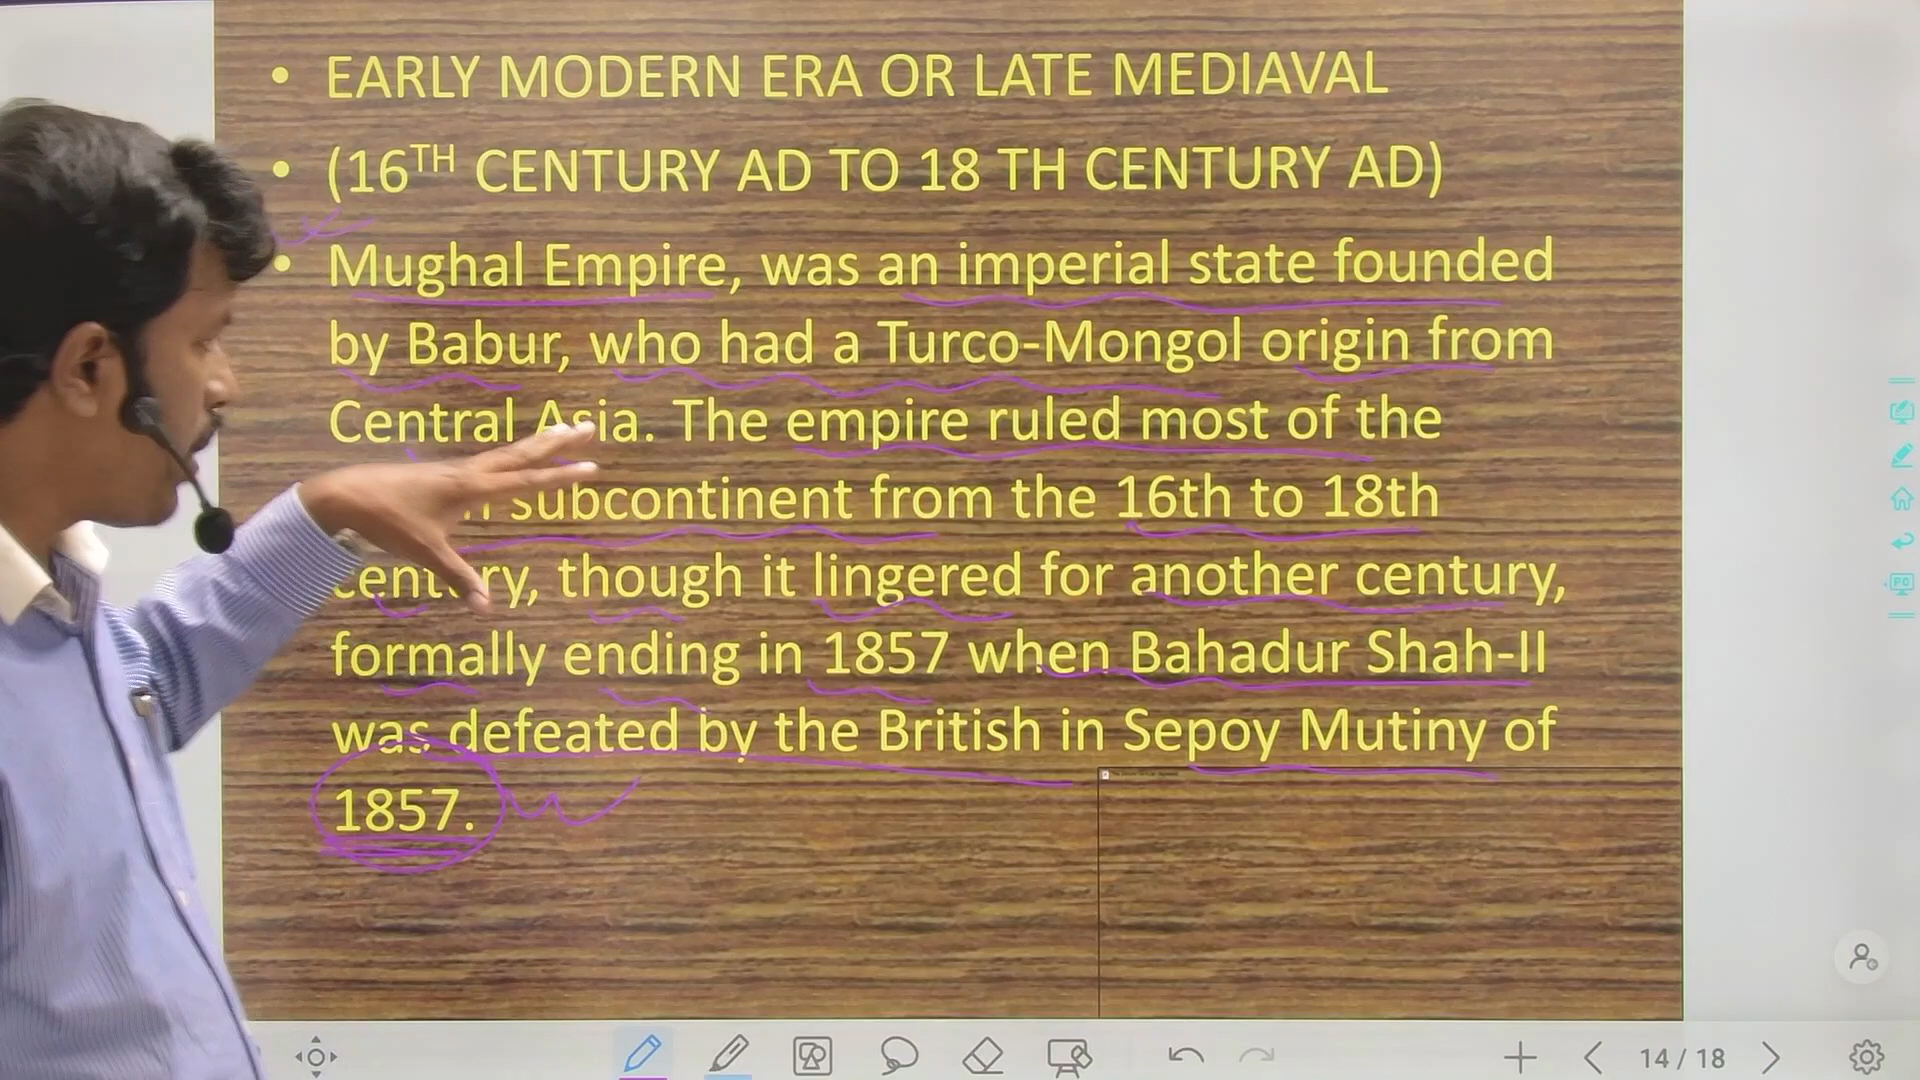 • EARLY MODERN ERA OR LATE MEDIAVAL
• (16TH CENTURY AD TO 18 TH CENTURY AD)
• Mughal Empire, was an imperial state founded
by Babur, who had a Turco-Mongol origin from
Central Asia. The empire ruled most of the
subcontinent from the 16th to 18th
century, though it lingered for another century,
formally ending in 1857 when Bahadur Shah-II
was defeated by the British in Sepoy Mutiny of
1857.
PC
14 / 18